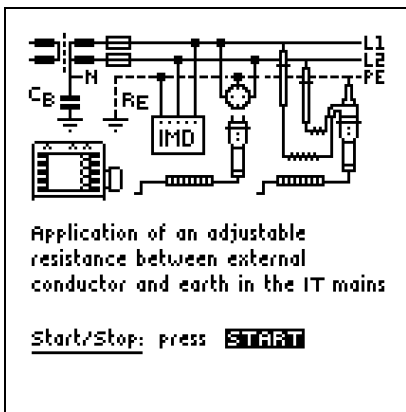 L1
L2
N
PE
CB
RE
IMD
Application of an adjustable
resistance between external
conductor and earth in the IT mains
Start/Stop: press START